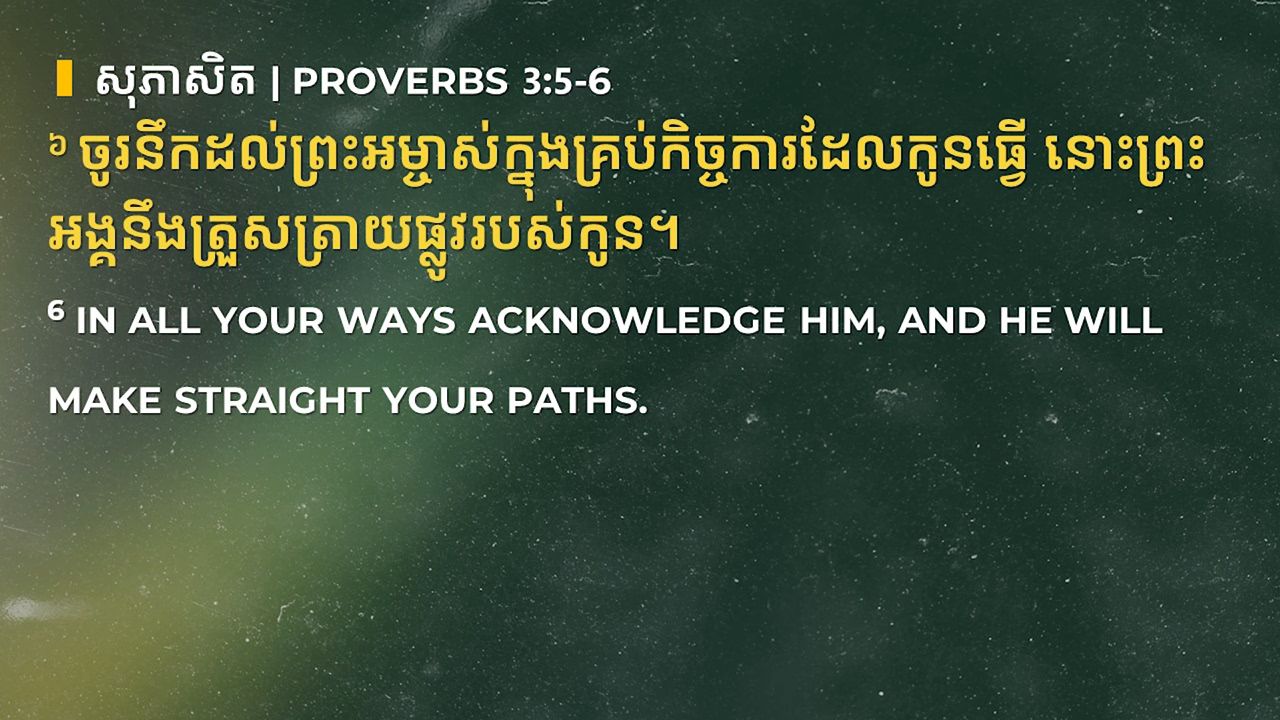 សុភាសិត | PROVERBS 3:5-6
៦ ចូរនឹកដល់ព្រះអម្ចាស់ក្នុងគ្រប់កិច្ចការដែលកូនធ្វើ នោះព្រះ
អង្គនឹងត្រួសត្រាយផ្លូវរបស់កូន។
6 IN ALL YOUR WAYS ACKNOWLEDGE HIM, AND HE WILL
MAKE STRAIGHT YOUR PATHS.